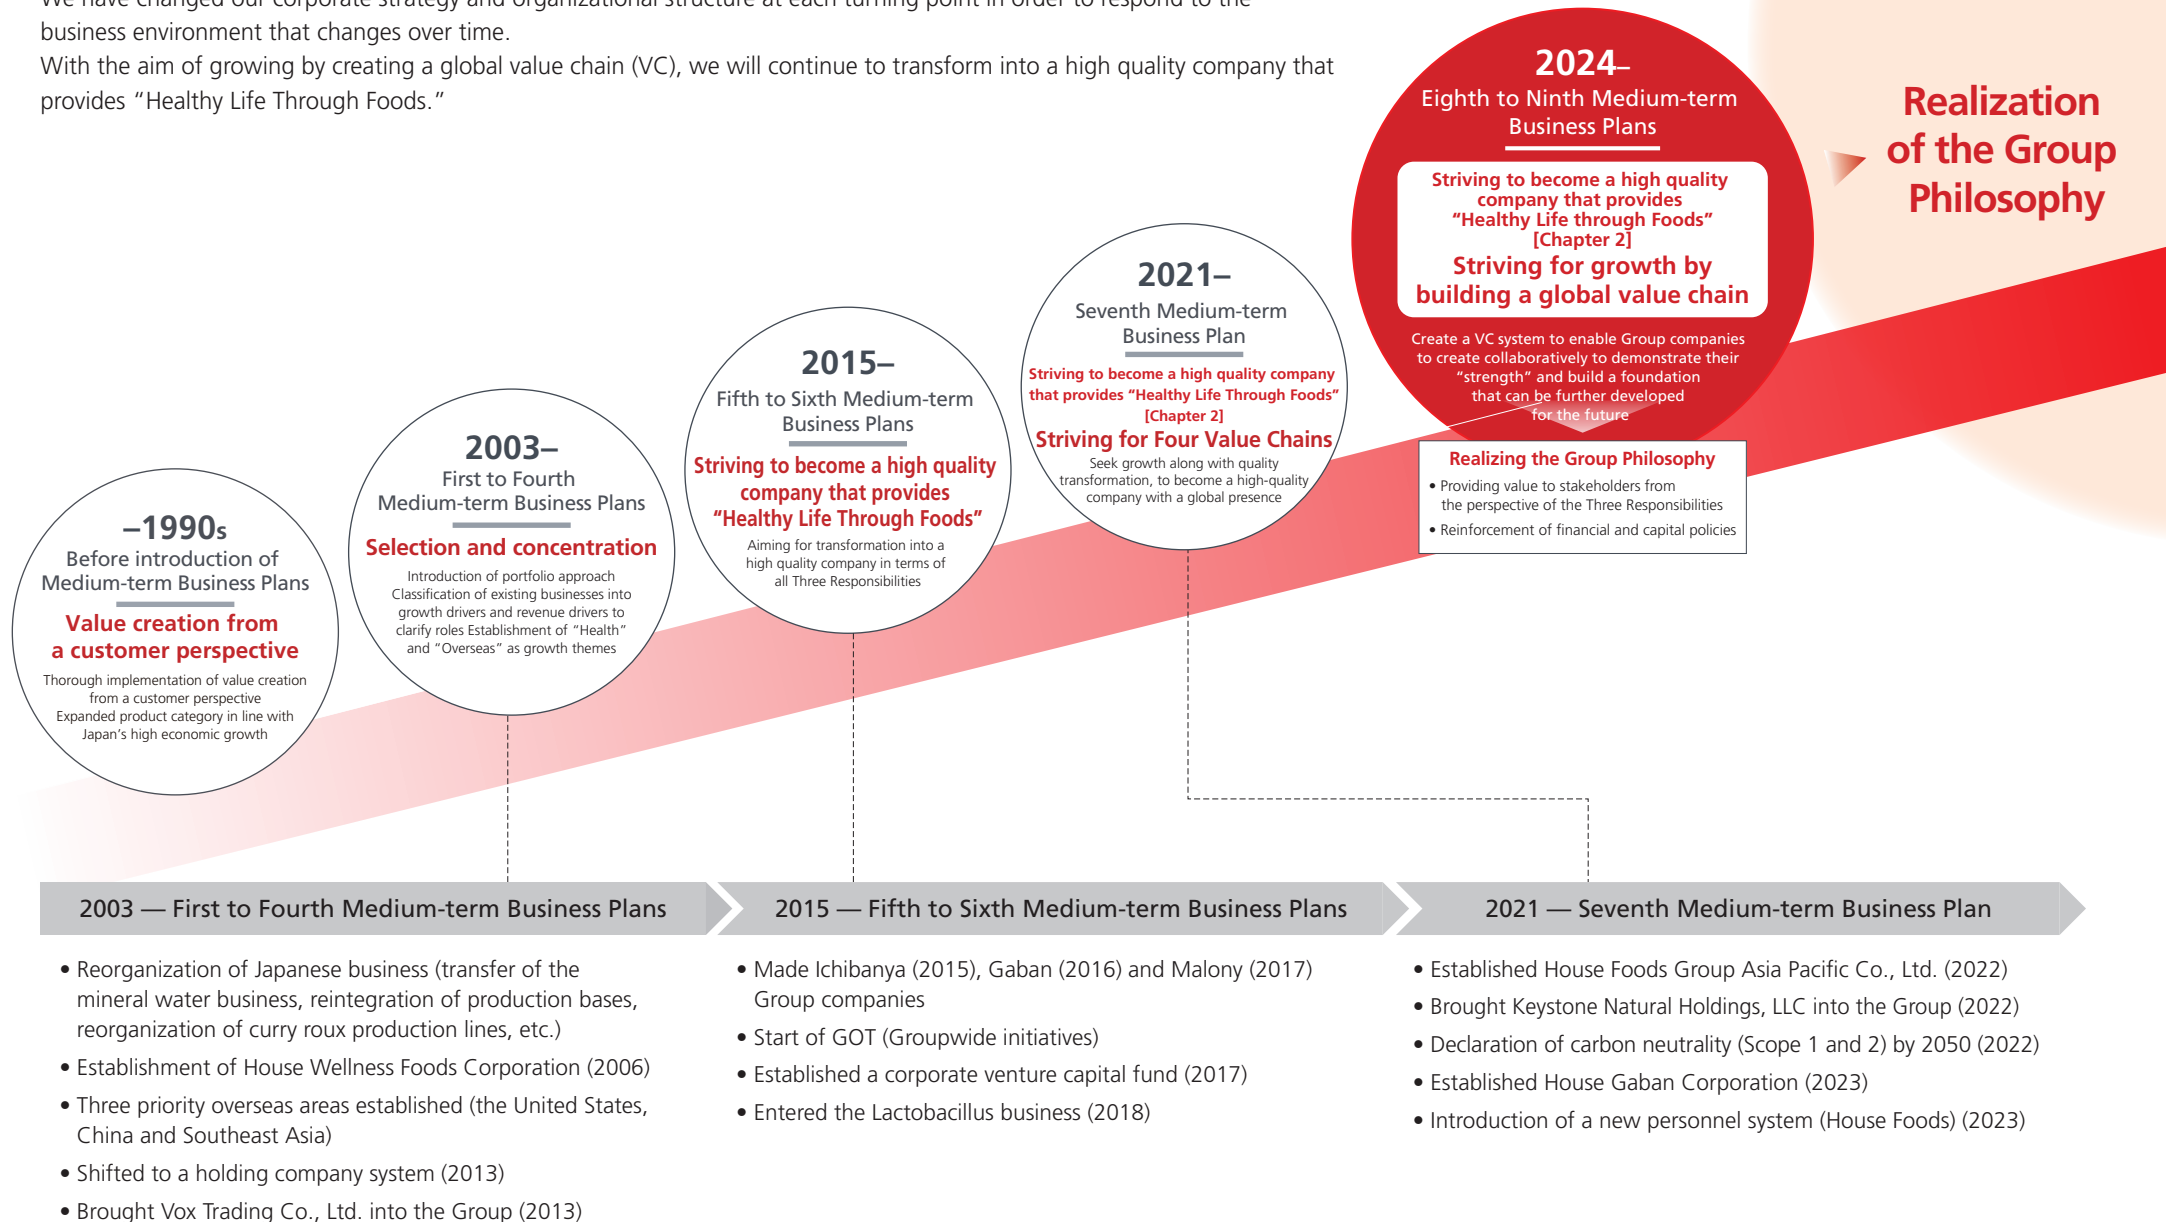 We have changed our corporate strategy and organizational structure at each turning point in order to respond to the
business environment that changes over time.
With the aim of growing by creating a global value chain (VC), we will continue to transform into a high quality company that
provides “Healthy Life Through Foods.”
–1990s
Before introduction of
Medium-term Business Plans
Value creation from
a customer perspective
Thorough implementation of value creation
from a customer perspective
Expanded product category in line with
Japan’s high economic growth
2003–
First to Fourth
Medium-term Business Plans
Selection and concentration
Introduction of portfolio approach
Classification of existing businesses into
growth drivers and revenue drivers to
clarify roles Establishment of “Health”
and “Overseas” as growth themes
2015–
Fifth to Sixth Medium-term
Business Plans
Striving to become a high quality
company that provides
“Healthy Life Through Foods”
Aiming for transformation into a
high quality company in terms of
all Three Responsibilities
2021–
Seventh Medium-term
Business Plan
Striving to become a high quality company
that provides “Healthy Life Through Foods”
[Chapter 2]
Striving for Four Value Chains
Seek growth along with quality
transformation, to become a high-quality
company with a global presence
2024–
Eighth to Ninth Medium-term
Business Plans
Striving to become a high quality
company that provides
“Healthy Life through Foods”
[Chapter 2]
Striving for growth by
building a global value chain
Create a VC system to enable Group companies
to create collaboratively to demonstrate their
“strength” and build a foundation
that can be further developed
for the future
Realizing the Group Philosophy
• Providing value to stakeholders from
the perspective of the Three Responsibilities
• Reinforcement of financial and capital policies
Realization
of the Group
Philosophy
2003 — First to Fourth Medium-term Business Plans
• Reorganization of Japanese business (transfer of the
mineral water business, reintegration of production bases,
reorganization of curry roux production lines, etc.)
• Establishment of House Wellness Foods Corporation (2006)
• Three priority overseas areas established (the United States,
China and Southeast Asia)
• Shifted to a holding company system (2013)
• Brought Vox Trading Co., Ltd. into the Group (2013)
2015 — Fifth to Sixth Medium-term Business Plans
• Made Ichibanya (2015), Gaban (2016) and Malony (2017)
Group companies
• Start of GOT (Groupwide initiatives)
• Established a corporate venture capital fund (2017)
• Entered the Lactobacillus business (2018)
2021 — Seventh Medium-term Business Plan
• Established House Foods Group Asia Pacific Co., Ltd. (2022)
• Brought Keystone Natural Holdings, LLC into the Group (2022)
• Declaration of carbon neutrality (Scope 1 and 2) by 2050 (2022)
• Established House Gaban Corporation (2023)
• Introduction of a new personnel system (House Foods) (2023)